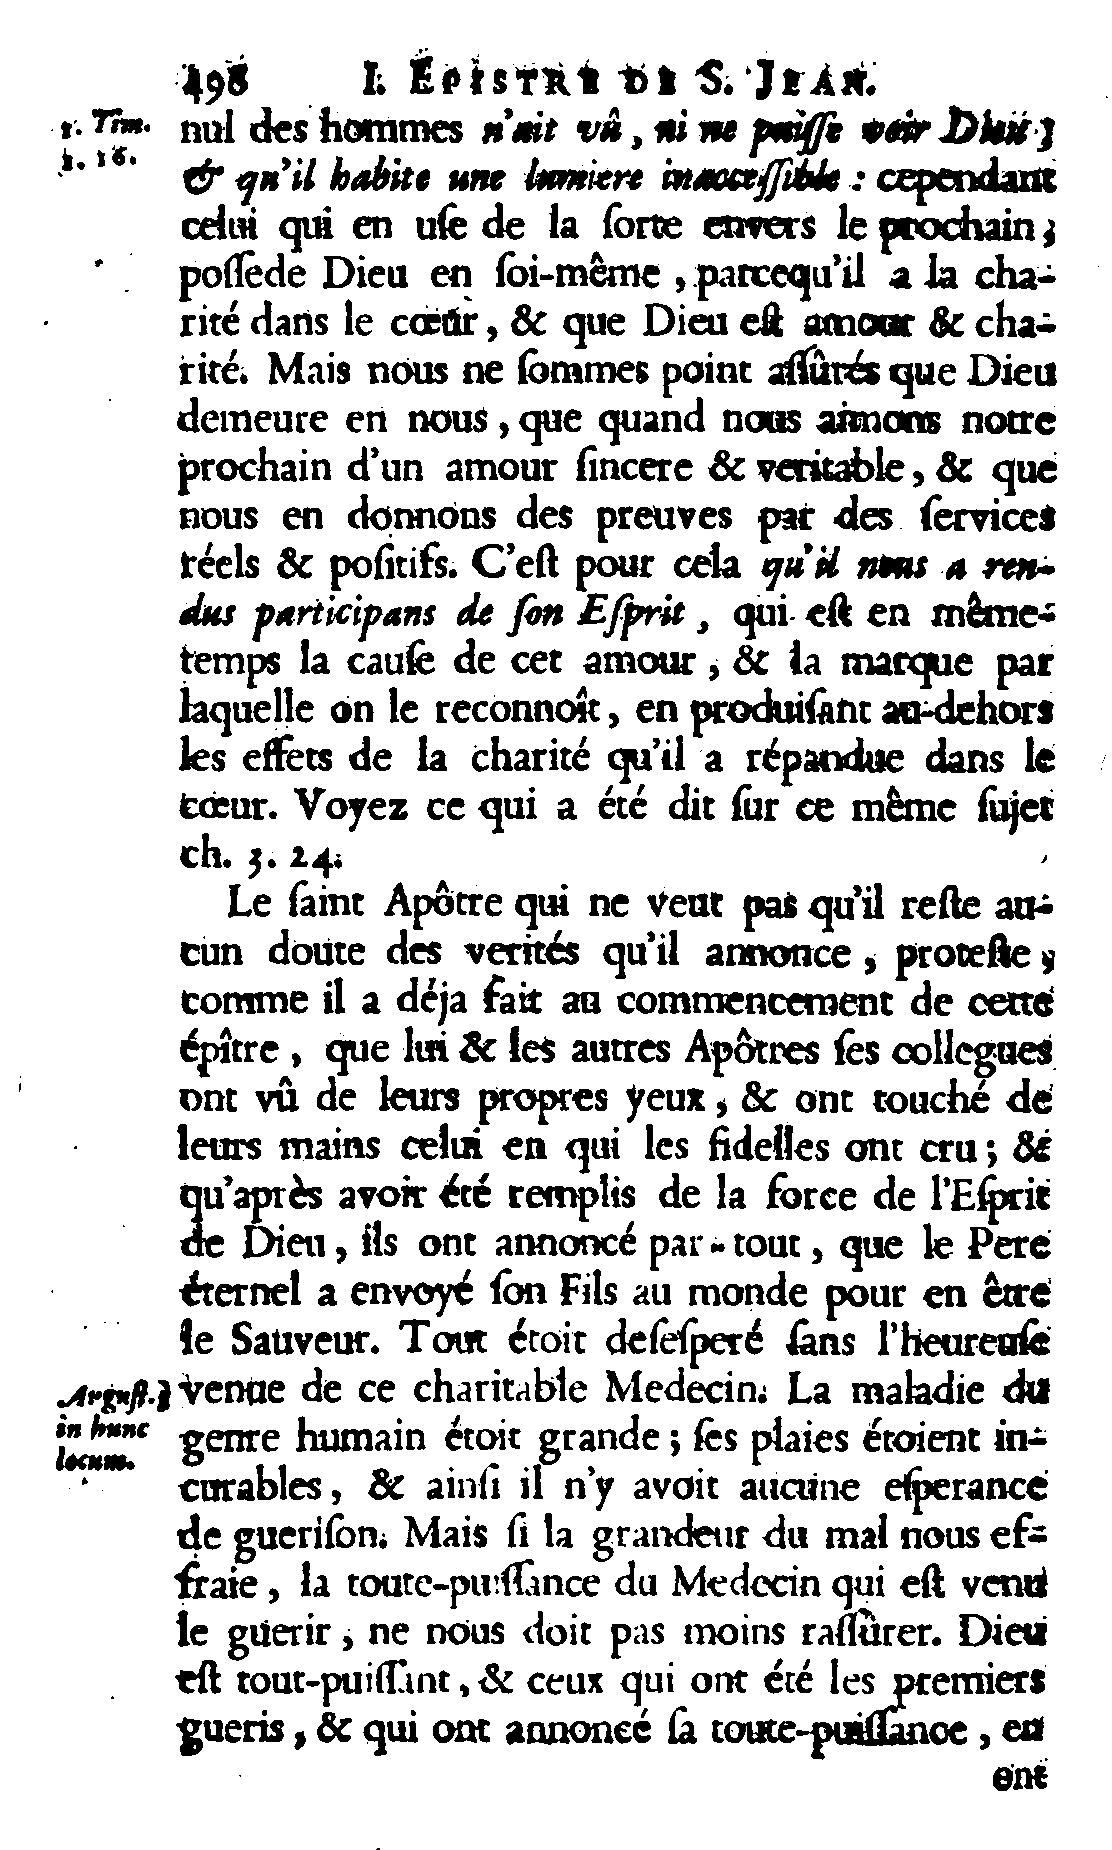 498 I. EPISTRE DE S. JEAN.
1. Tim.
nul des hommes n'ait vû, ni ne puiſſe voir Dieu;
& qu'il habite une lumiere inacceſſible : cependant
celui qui en uſe de la ſorte envers le prochain,
poſſede Dieu en ſoi-même, parcequ'il a la cha-
rité dans le cœur, & que Dieu eſt amour & cha-
rité. Mais nous ne ſommes point aſſûrés que Dieu
demeure en nous, que quand nous aimons notre
prochain d'un amour ſincere & veritable, & que
nous en donnons des preuves par des ſervices
réels & poſitifs. C'eſt pour cela qu'il nous a ren-
dus participans de ſon Eſprit, qui eſt en même-
temps la cauſe de cet amour, & la marque par
laquelle on le reconnoît, en produiſant au-dehors
les effets de la charité qu'il a répandue dans le
cœur. Voyez ce qui a été dit ſur ce même ſujet
ch. 3. 24.
Le ſaint Apôtre qui ne veut pas qu'il reſte au-
cun doute des verités qu'il annonce, proteſte,
comme il a déja fait au commencement de cette
épître, que lui & les autres Apôtres ſes collegues
ont vû de leurs propres yeux, & ont touché de
leurs mains celui en qui les fidelles ont cru; &
qu'après avoir été remplis de la force de l'Eſprit
de Dieu, ils ont annoncé par-tout, que le Pere
éternel a envoyé ſon Fils au monde pour en être
le Sauveur. Tout étoit deſeſperé ſans l'heureuſe
venue de ce charitable Medecin. La maladie du
genre humain étoit grande; ſes plaies étoient in-
curables, & ainſi il n'y avoit aucune eſperance
de gueriſon. Mais ſi la grandeur du mal nous ef-
fraie, la toute-puiſſance du Medecin qui eſt venu
le guerir, ne nous doit pas moins raſſûrer. Dieu
eſt tout-puiſſant, & ceux qui ont été les premiers
gueris, & qui ont annoncé ſa toute-puiſſance, en
ont
Auguſt.
in hunc
locum.